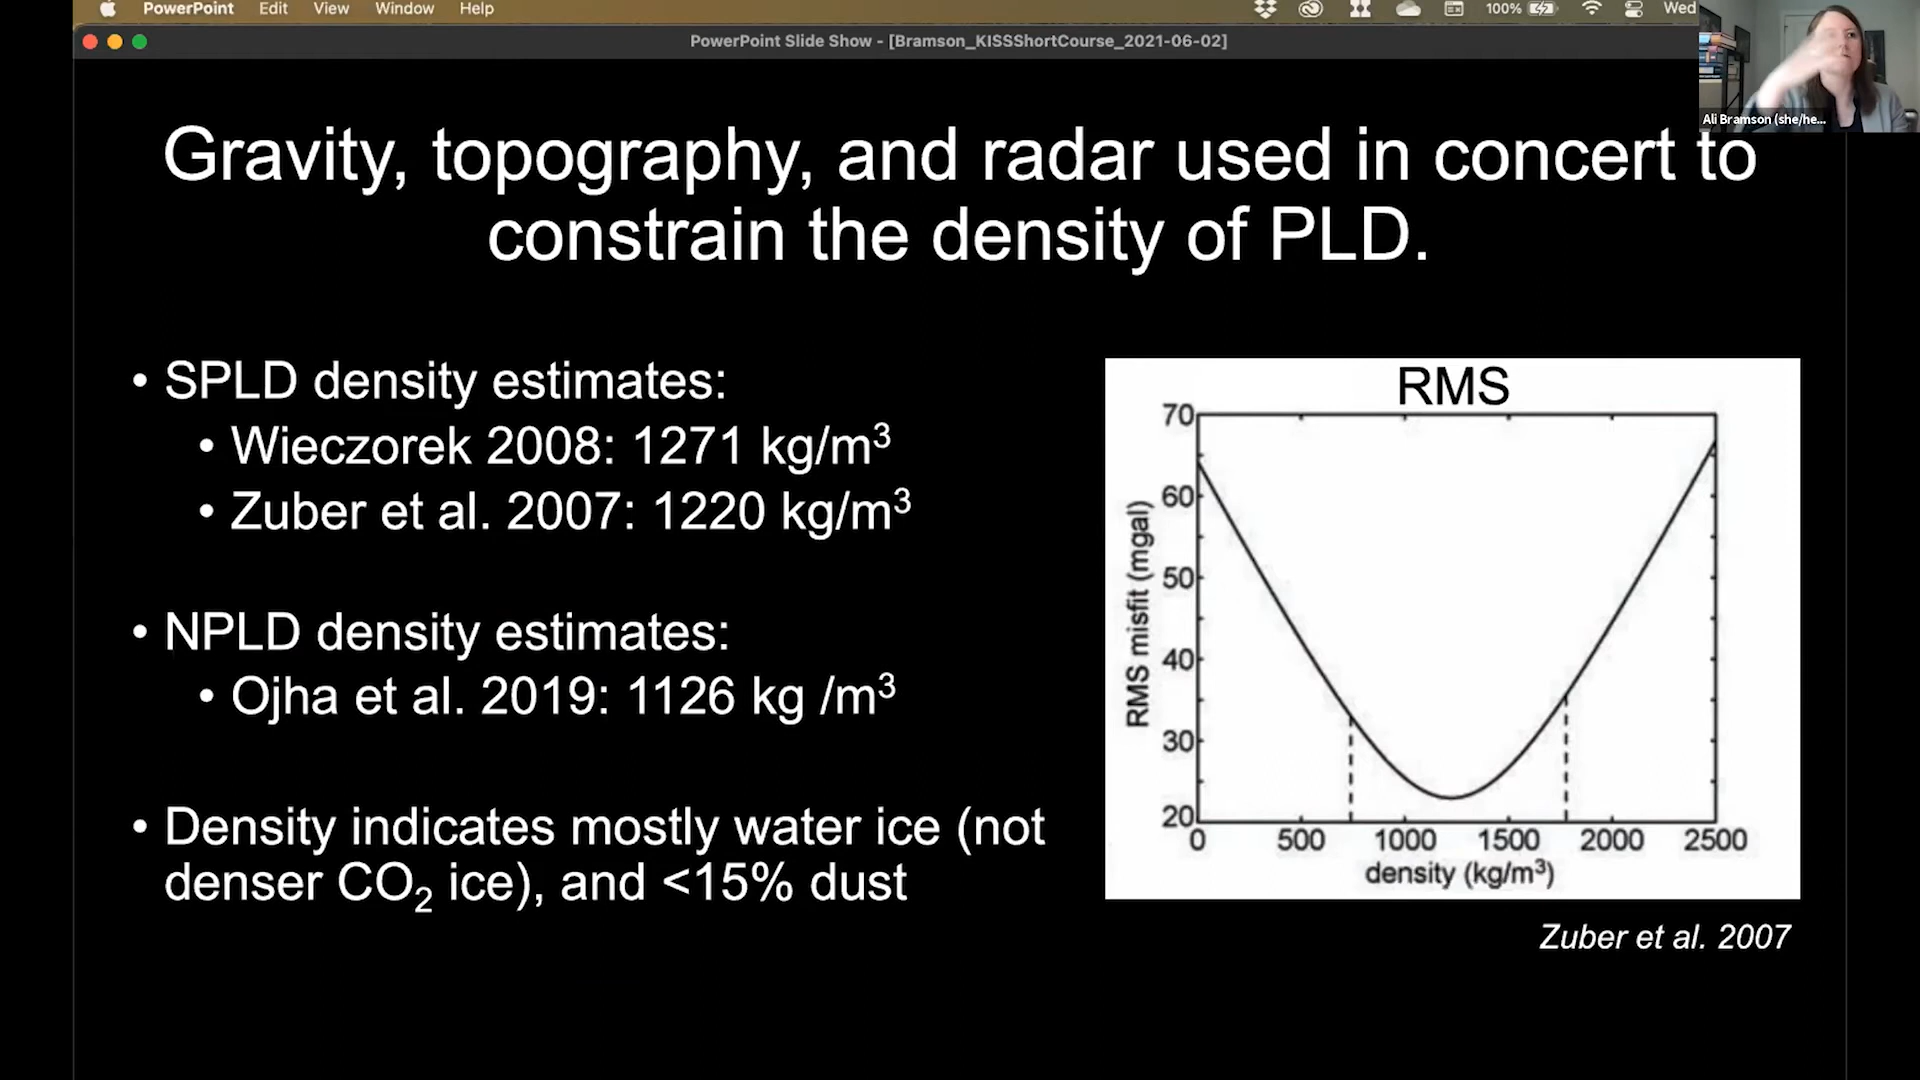 PowerPoint Edit View Window Help 100% Wed
PowerPoint Slide Show - [Bramson_KISSShortCourse_2021-06-02]
Ali Bramson (she/he...
Gravity, topography, and radar used in concert to
constrain the density of PLD.
• SPLD density estimates:
• Wieczorek 2008: 1271 kg/m³
• Zuber et al. 2007: 1220 kg/m³
• NPLD density estimates:
• Ojha et al. 2019: 1126 kg /m³
• Density indicates mostly water ice (not
denser CO₂ ice), and <15% dust
RMS
70
60
50
40
30
20
RMS misfit (mgal)
0 500 1000 1500 2000 2500
density (kg/m³)
Zuber et al. 2007